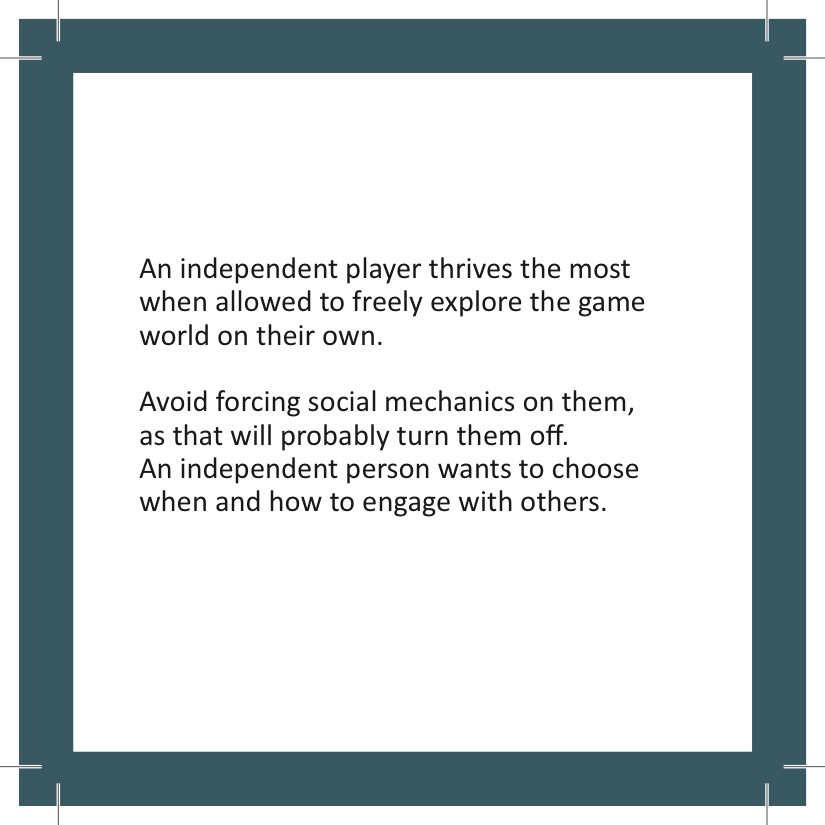 An independent player thrives the most
when allowed to freely explore the game
world on their own.
Avoid forcing social mechanics on them,
as that will probably turn them off.
An independent person wants to choose
when and how to engage with others.